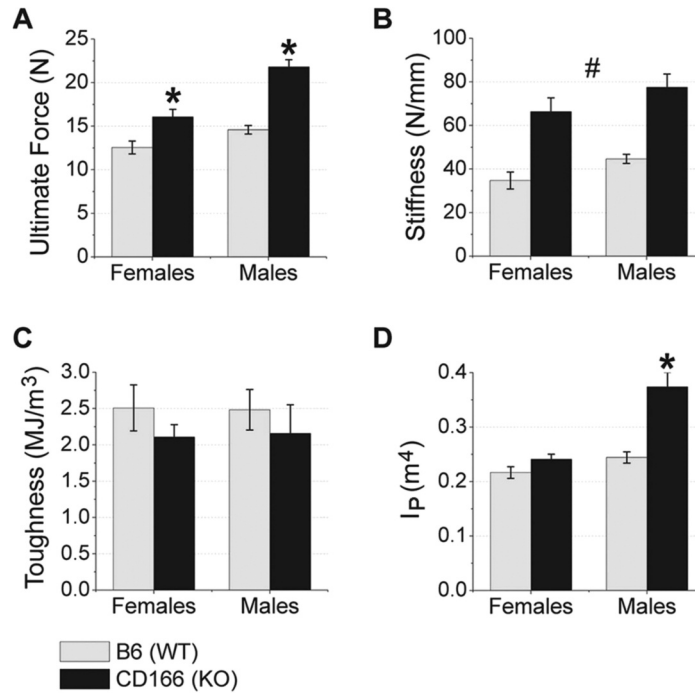 A
B
Ultimate Force (N)
25
20
15
10
5
0
*
*
Females
Males
Stiffness (N/mm)
100
80
60
40
20
0
#
Females
Males
C
D
Toughness (MJ/m³)
3.0
2.5
2.0
1.5
1.0
0.5
0.0
Females
Males
IP (m⁴)
0.4
0.3
0.2
0.1
0.0
*
Females
Males
B6 (WT)
CD166 (KO)